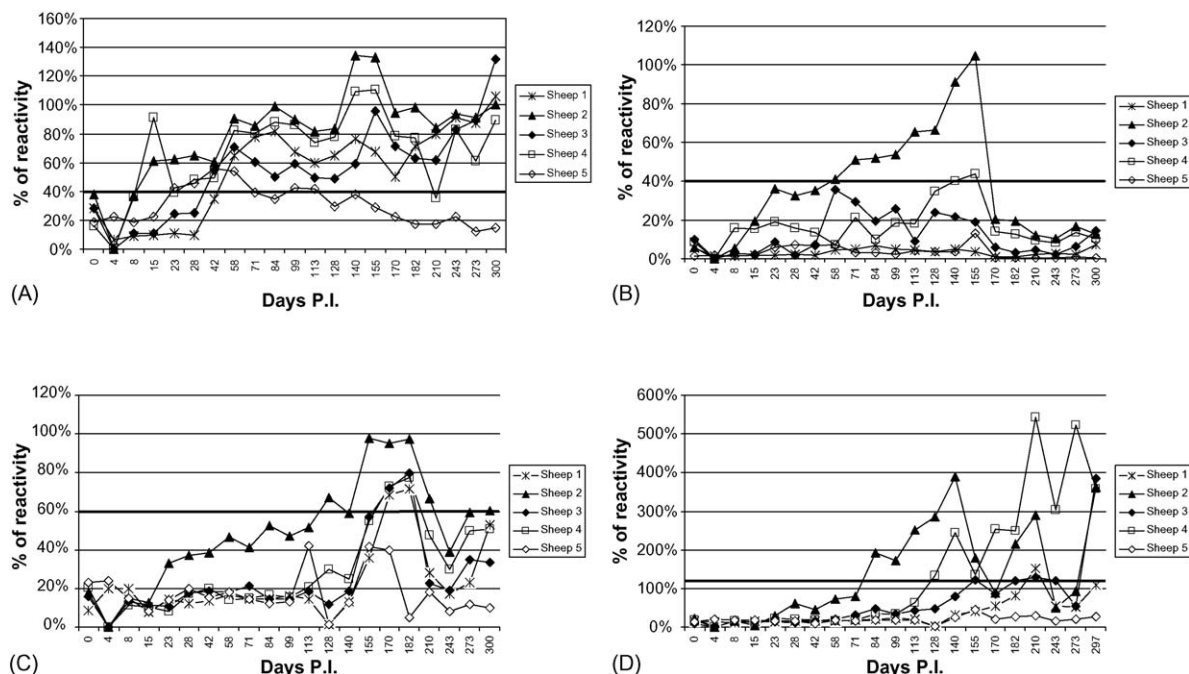 160%
140%
120%
100%
80%
60%
40%
20%
0%
% of reactivity
0 4 8 15 23 28 42 58 71 84 99 113 128 140 155 170 182 210 243 273 300
Days P.I.
Sheep 1
Sheep 2
Sheep 3
Sheep 4
Sheep 5
(A)
120%
100%
80%
60%
40%
20%
0%
% of reactivity
0 4 8 15 23 28 42 58 71 84 99 113 128 140 155 170 182 210 243 273 300
Days P.I.
Sheep 1
Sheep 2
Sheep 3
Sheep 4
Sheep 5
(B)
120%
100%
80%
60%
40%
20%
0%
% of reactivity
0 4 8 15 23 28 42 58 71 84 99 113 128 140 155 170 182 210 243 273 300
Days P.I.
Sheep 1
Sheep 2
Sheep 3
Sheep 4
Sheep 5
(C)
600%
500%
400%
300%
200%
100%
0%
% of reactivity
0 4 8 15 23 28 42 58 71 84 99 113 128 140 155 170 182 210 243 273 297
Days P.I.
Sheep 1
Sheep 2
Sheep 3
Sheep 4
Sheep 5
(D)